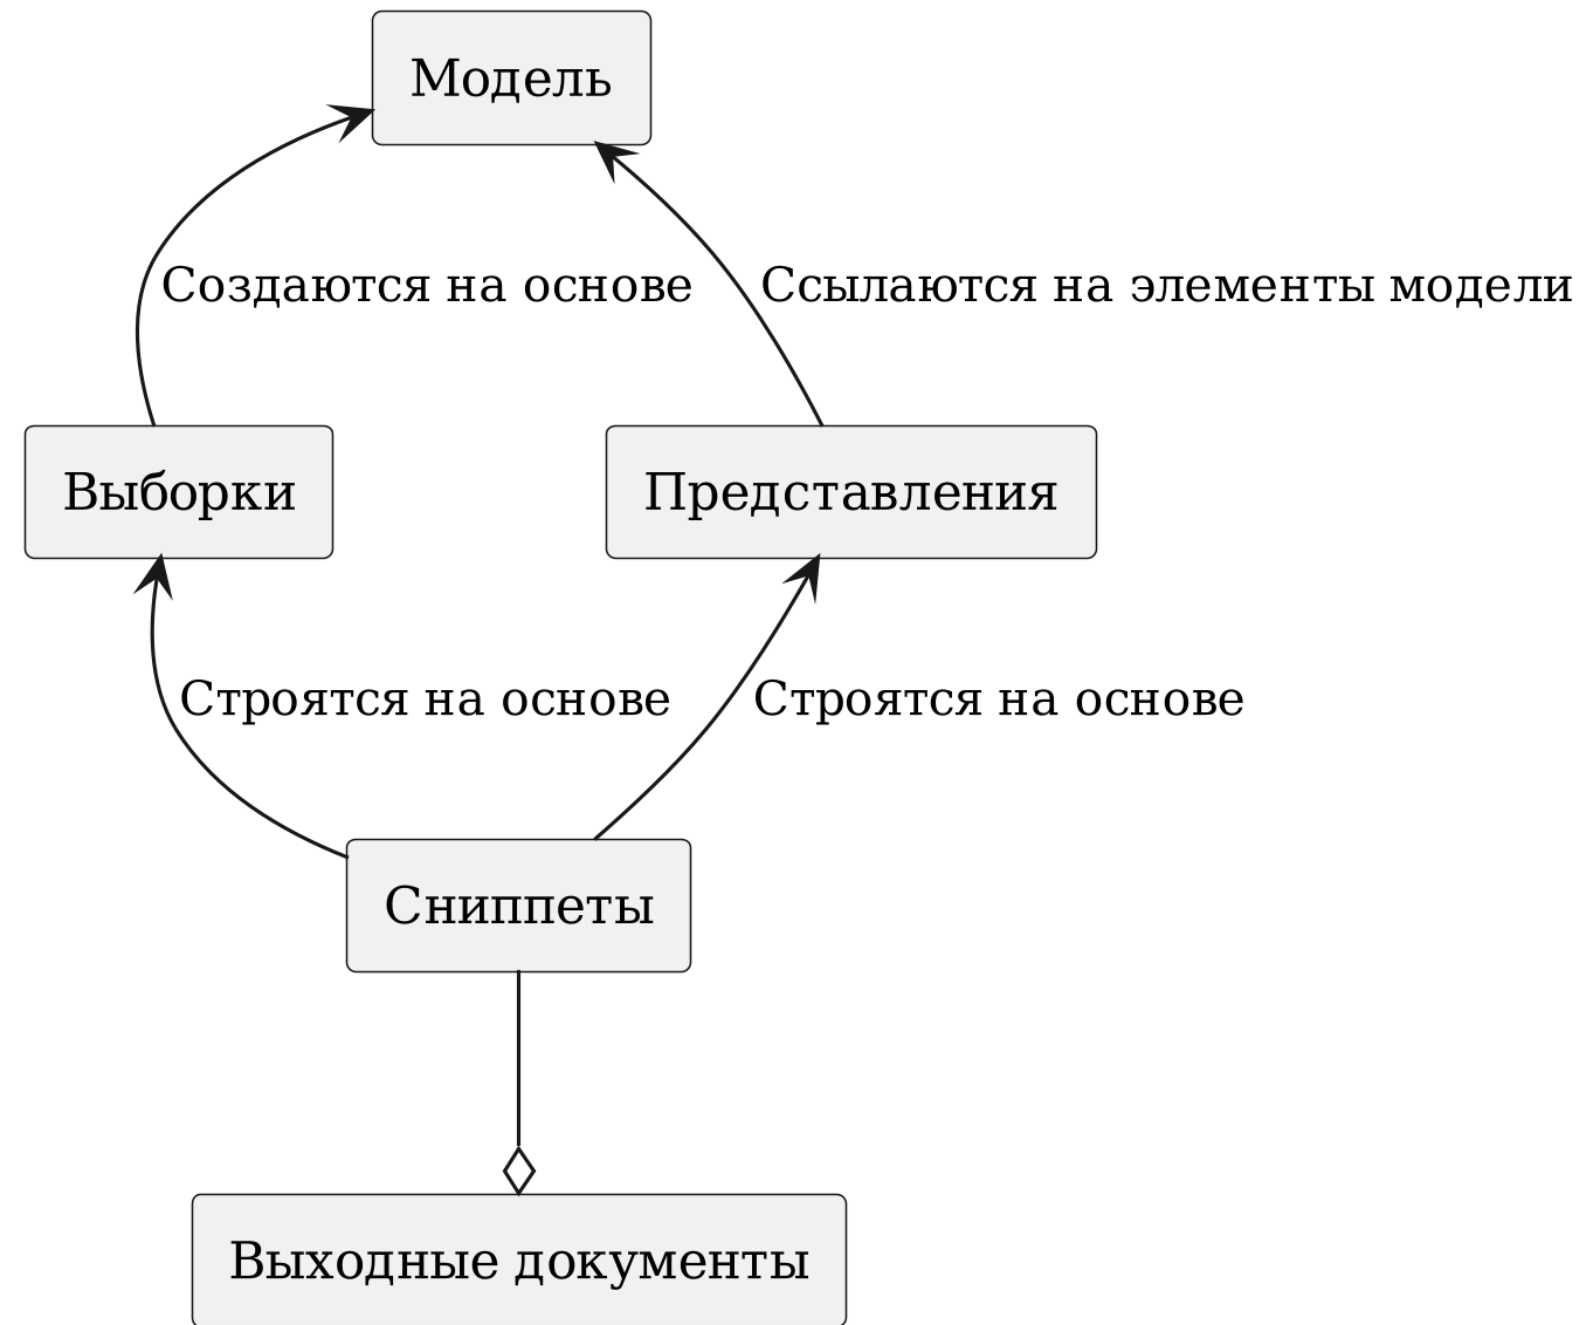 Модель
Создаются на основе
Ссылаются на элементы модели
Выборки
Представления
Строятся на основе
Строятся на основе
Сниппеты
Выходные документы